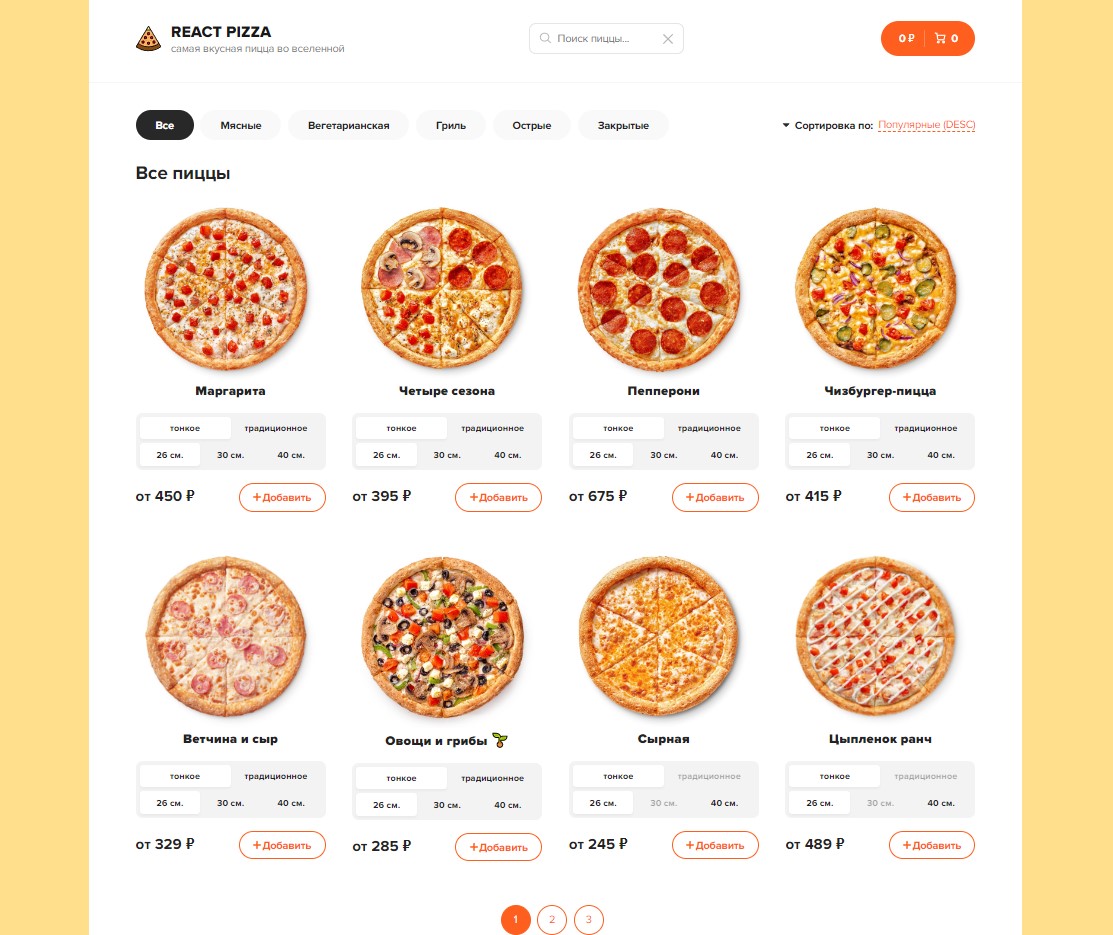 REACT PIZZA
самая вкусная пицца во вселенной
Поиск пиццы...
0 ₽ 0
Все Мясные Вегетарианская Гриль Острые Закрытые
Сортировка по: Популярные (DESC)
Все пиццы
Маргарита Четыре сезона Пепперони Чизбургер-пицца
тонкое традиционное тонкое традиционное тонкое традиционное тонкое традиционное
26 см. 30 см. 40 см. 26 см. 30 см. 40 см. 26 см. 30 см. 40 см. 26 см. 30 см. 40 см.
от 450 ₽ +Добавить от 395 ₽ +Добавить от 675 ₽ +Добавить от 415 ₽ +Добавить
Ветчина и сыр Овощи и грибы Сырная Цыпленок ранч
тонкое традиционное тонкое традиционное тонкое традиционное тонкое традиционное
26 см. 30 см. 40 см. 26 см. 30 см. 40 см. 26 см. 30 см. 40 см. 26 см. 30 см. 40 см.
от 329 ₽ +Добавить от 285 ₽ +Добавить от 245 ₽ +Добавить от 489 ₽ +Добавить
1 2 3